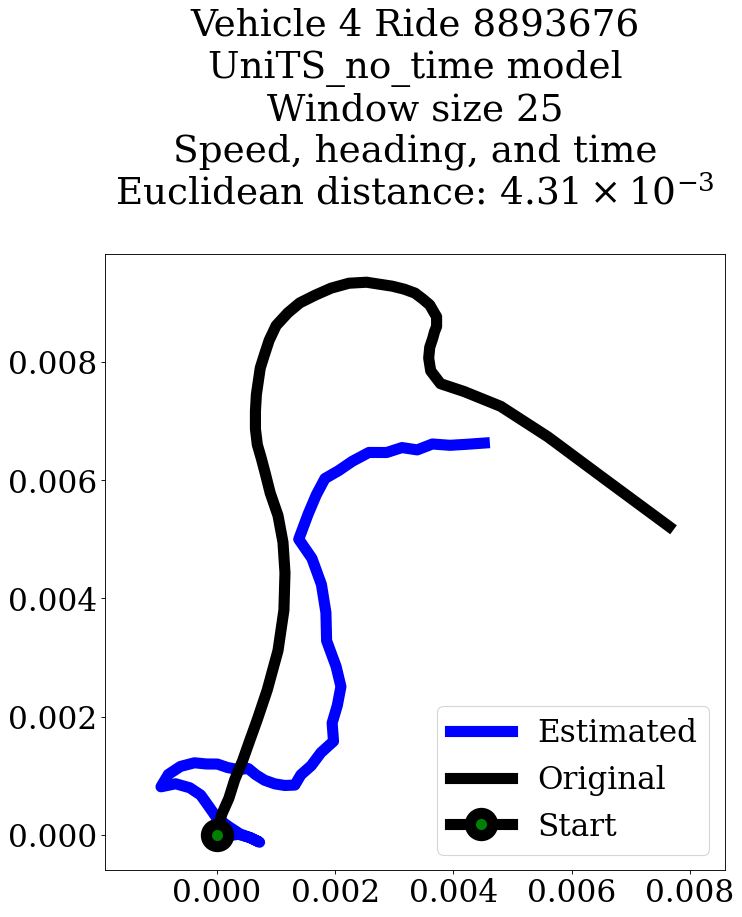 Vehicle 4 Ride 8893676
UniTS_no_time model
Window size 25
Speed, heading, and time
Euclidean distance: 4.31 × 10⁻³
0.008
0.006
0.004
0.002
0.000
Estimated
Original
Start
0.000 0.002 0.004 0.006 0.008